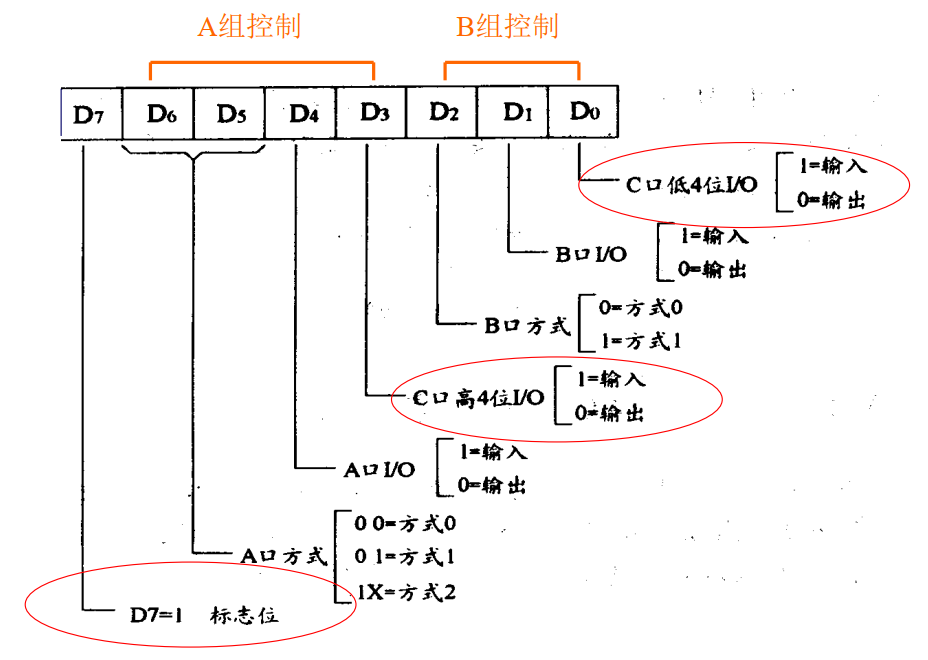 A组控制 B组控制
D7 D6 D5 D4 D3 D2 D1 D0
C口低4位I/O 1=输入
0=输出
B口I/O 1=输入
0=输出
B口方式 0=方式0
1=方式1
C口高4位I/O 1=输入
0=输出
A口I/O 1=输入
0=输出
A口方式 0 0=方式0
0 1=方式1
1X=方式2
D7=1 标志位